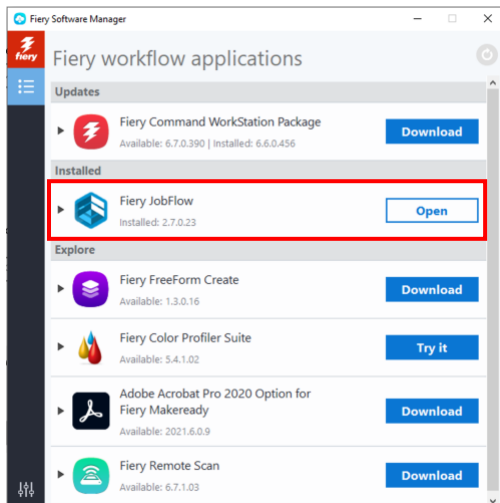 Fiery Software Manager
fiery
Fiery workflow applications
Updates
Fiery Command WorkStation Package
Available: 6.7.0.390 | Installed: 6.6.0.456
Download
Installed
Fiery JobFlow
Installed: 2.7.0.23
Open
Explore
Fiery FreeForm Create
Available: 1.3.0.16
Download
Fiery Color Profiler Suite
Available: 5.4.1.02
Try it
Adobe Acrobat Pro 2020 Option for
Fiery Makeready
Available: 2021.6.0.9
Download
Fiery Remote Scan
Available: 6.7.1.03
Download